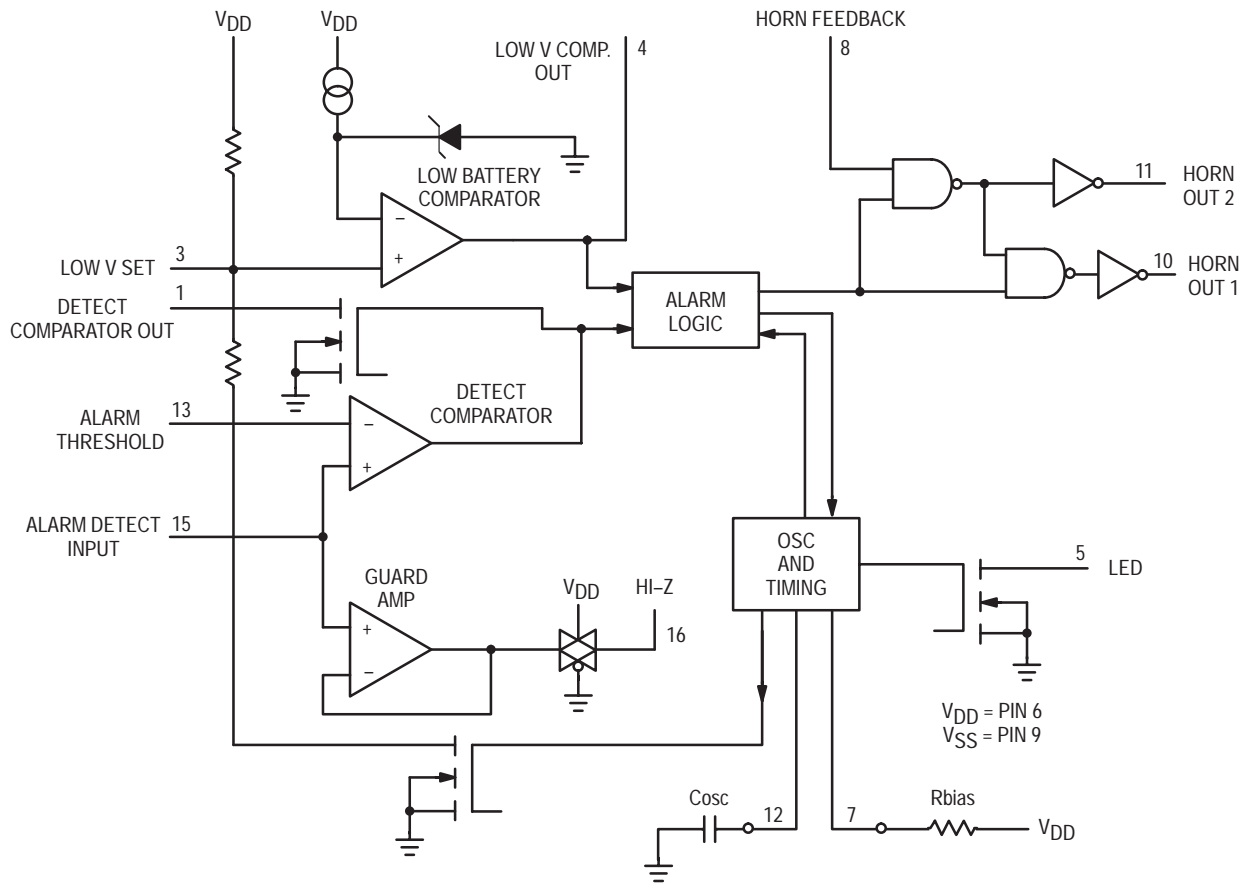 VDD
VDD
HORN FEEDBACK
LOW V COMP.
OUT
4
8
LOW BATTERY
COMPARATOR
11
HORN
OUT 2
–
+
LOW V SET
3
10
HORN
OUT 1
DETECT
COMPARATOR OUT
1
ALARM
LOGIC
DETECT
COMPARATOR
ALARM
THRESHOLD
13
–
+
ALARM DETECT
INPUT
15
OSC
AND
TIMING
5
LED
GUARD
AMP
VDD
HI–Z
16
+
–
VDD = PIN 6
VSS = PIN 9
Cosc
12
7
Rbias
VDD